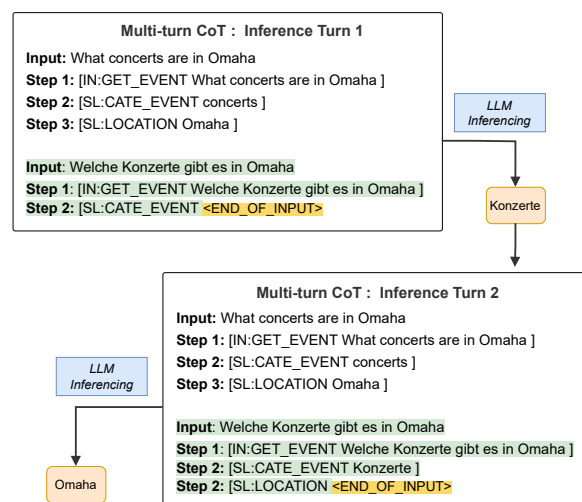 Multi-turn CoT : Inference Turn 1
Input: What concerts are in Omaha
Step 1: [IN:GET_EVENT What concerts are in Omaha ]
Step 2: [SL:CATE_EVENT concerts ]
Step 3: [SL:LOCATION Omaha ]
Input: Welche Konzerte gibt es in Omaha
Step 1: [IN:GET_EVENT Welche Konzerte gibt es in Omaha ]
Step 2: [SL:CATE_EVENT <END_OF_INPUT>
LLM
Inferencing
Konzerte
Multi-turn CoT : Inference Turn 2
Input: What concerts are in Omaha
Step 1: [IN:GET_EVENT What concerts are in Omaha ]
Step 2: [SL:CATE_EVENT concerts ]
Step 3: [SL:LOCATION Omaha ]
Input: Welche Konzerte gibt es in Omaha
Step 1: [IN:GET_EVENT Welche Konzerte gibt es in Omaha ]
Step 2: [SL:CATE_EVENT Konzerte ]
Step 2: [SL:LOCATION <END_OF_INPUT>
LLM
Inferencing
Omaha